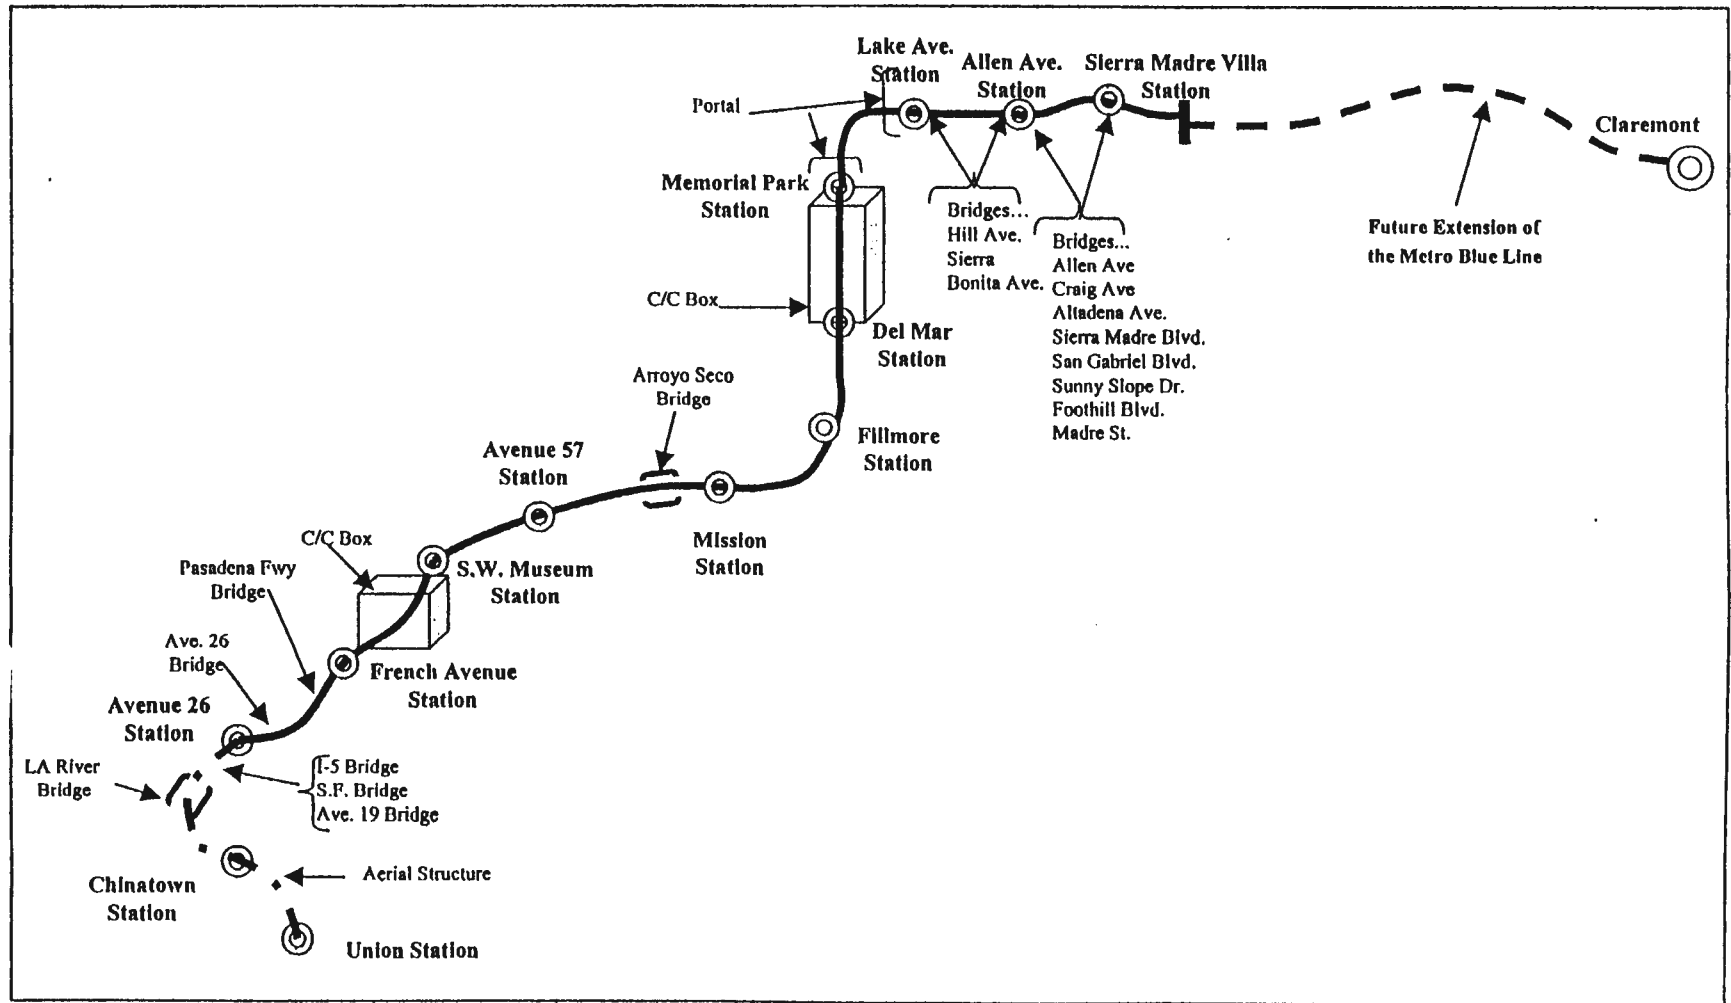 Lake Ave.
Station
Allen Ave.
Station
Sierra Madre Villa
Station
Portal
Claremont
Memorial Park
Station
Bridges...
Hill Ave.
Sierra
Bonita Ave.
Bridges...
Allen Ave
Craig Ave
Altadena Ave.
Sierra Madre Blvd.
San Gabriel Blvd.
Sunny Slope Dr.
Foothill Blvd.
Madre St.
Future Extension of
the Metro Blue Line
C/C Box
Del Mar
Station
Arroyo Seco
Bridge
Fillmore
Station
Avenue 57
Station
Mission
Station
C/C Box
S.W. Museum
Station
Pasadena Fwy
Bridge
Ave. 26
Bridge
French Avenue
Station
Avenue 26
Station
LA River
Bridge
I-5 Bridge
S.F. Bridge
Ave. 19 Bridge
Aerial Structure
Chinatown
Station
Union Station